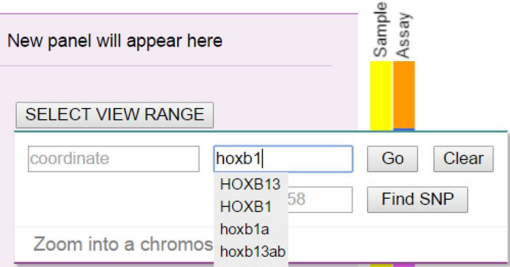 New panel will appear here
Sample
Assay
SELECT VIEW RANGE
coordinate
hoxb1
Go
Clear
HOXB13
HOXB1
hoxb1a
hoxb13ab
58
Find SNP
Zoom into a chromos